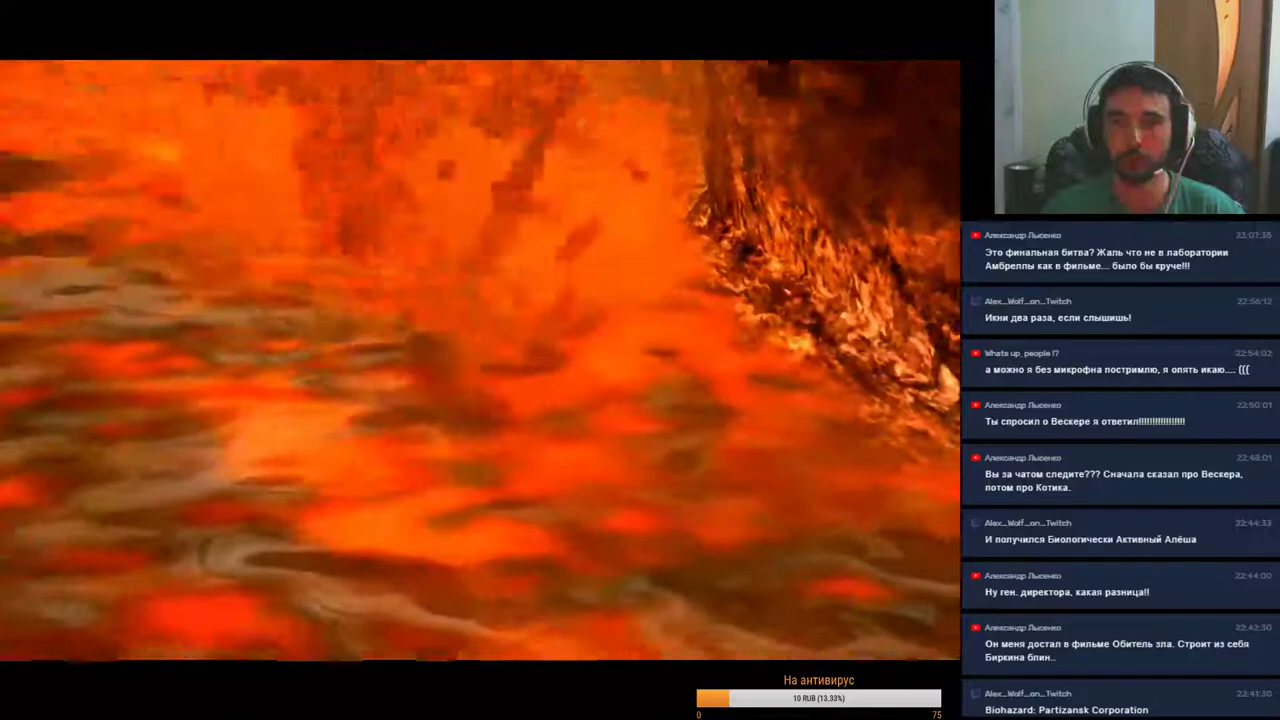 Александр Лысенко 23:07:35
Это финальная битва? Жаль что не в лаборатории
Амбреллы как в фильме... было бы круче!!!
Alex_Wolf_on_Twitch 22:56:12
Икни два раза, если слышишь!
Whats up, people !? 22:54:02
а можно я без микрофна постримлю, я опять икаю.... (((
Александр Лысенко 22:50:01
Ты спросил о Вескере я ответил!!!!!!!!!!!!!!!!!
Александр Лысенко 22:48:01
Вы за чатом следите??? Сначала сказал про Вескера,
потом про Котика.
Alex_Wolf_on_Twitch 22:44:33
И получился Биологически Активный Алёша
Александр Лысенко 22:44:00
Ну ген. директора, какая разница!!
Александр Лысенко 22:42:30
Он меня достал в фильме Обитель зла. Строит из себя
Биркина блин..
Alex_Wolf_on_Twitch 22:41:30
Biohazard: Partizansk Corporation
На антивирус
10 RUB (13.33%)
0 75